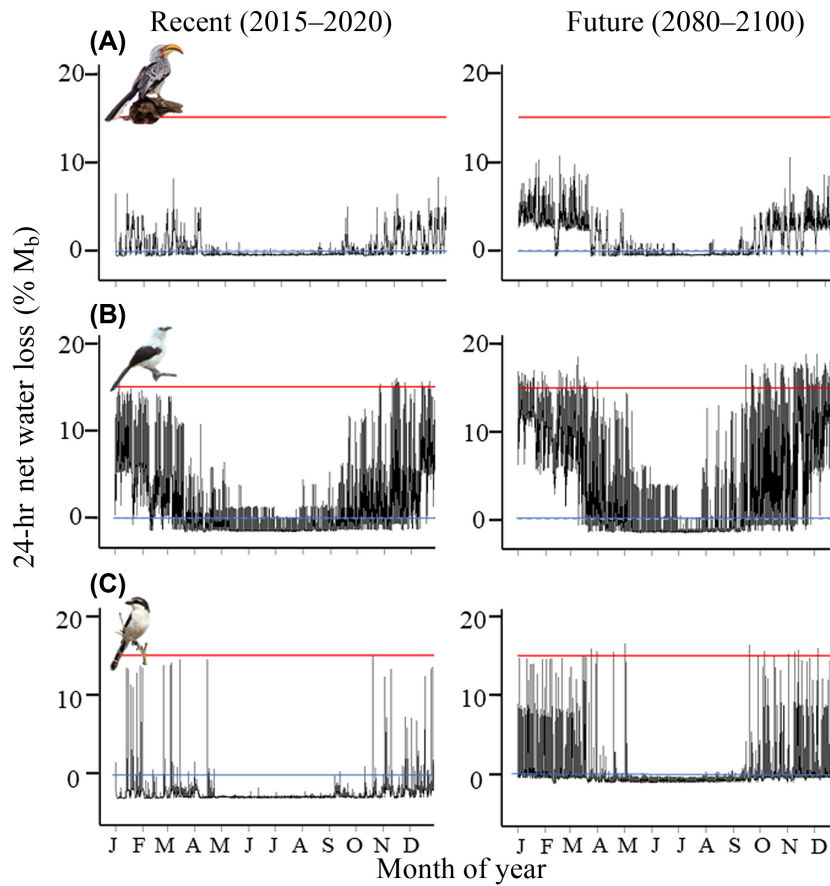 Recent (2015–2020) Future (2080–2100)
(A)
20 20
10 10
0 0
(B)
20 20
10 10
0 0
(C)
20 20
10 10
0 0
24-hr net water loss (% Mb)
J F M A M J J A S O N D J F M A M J J A S O N D
Month of year